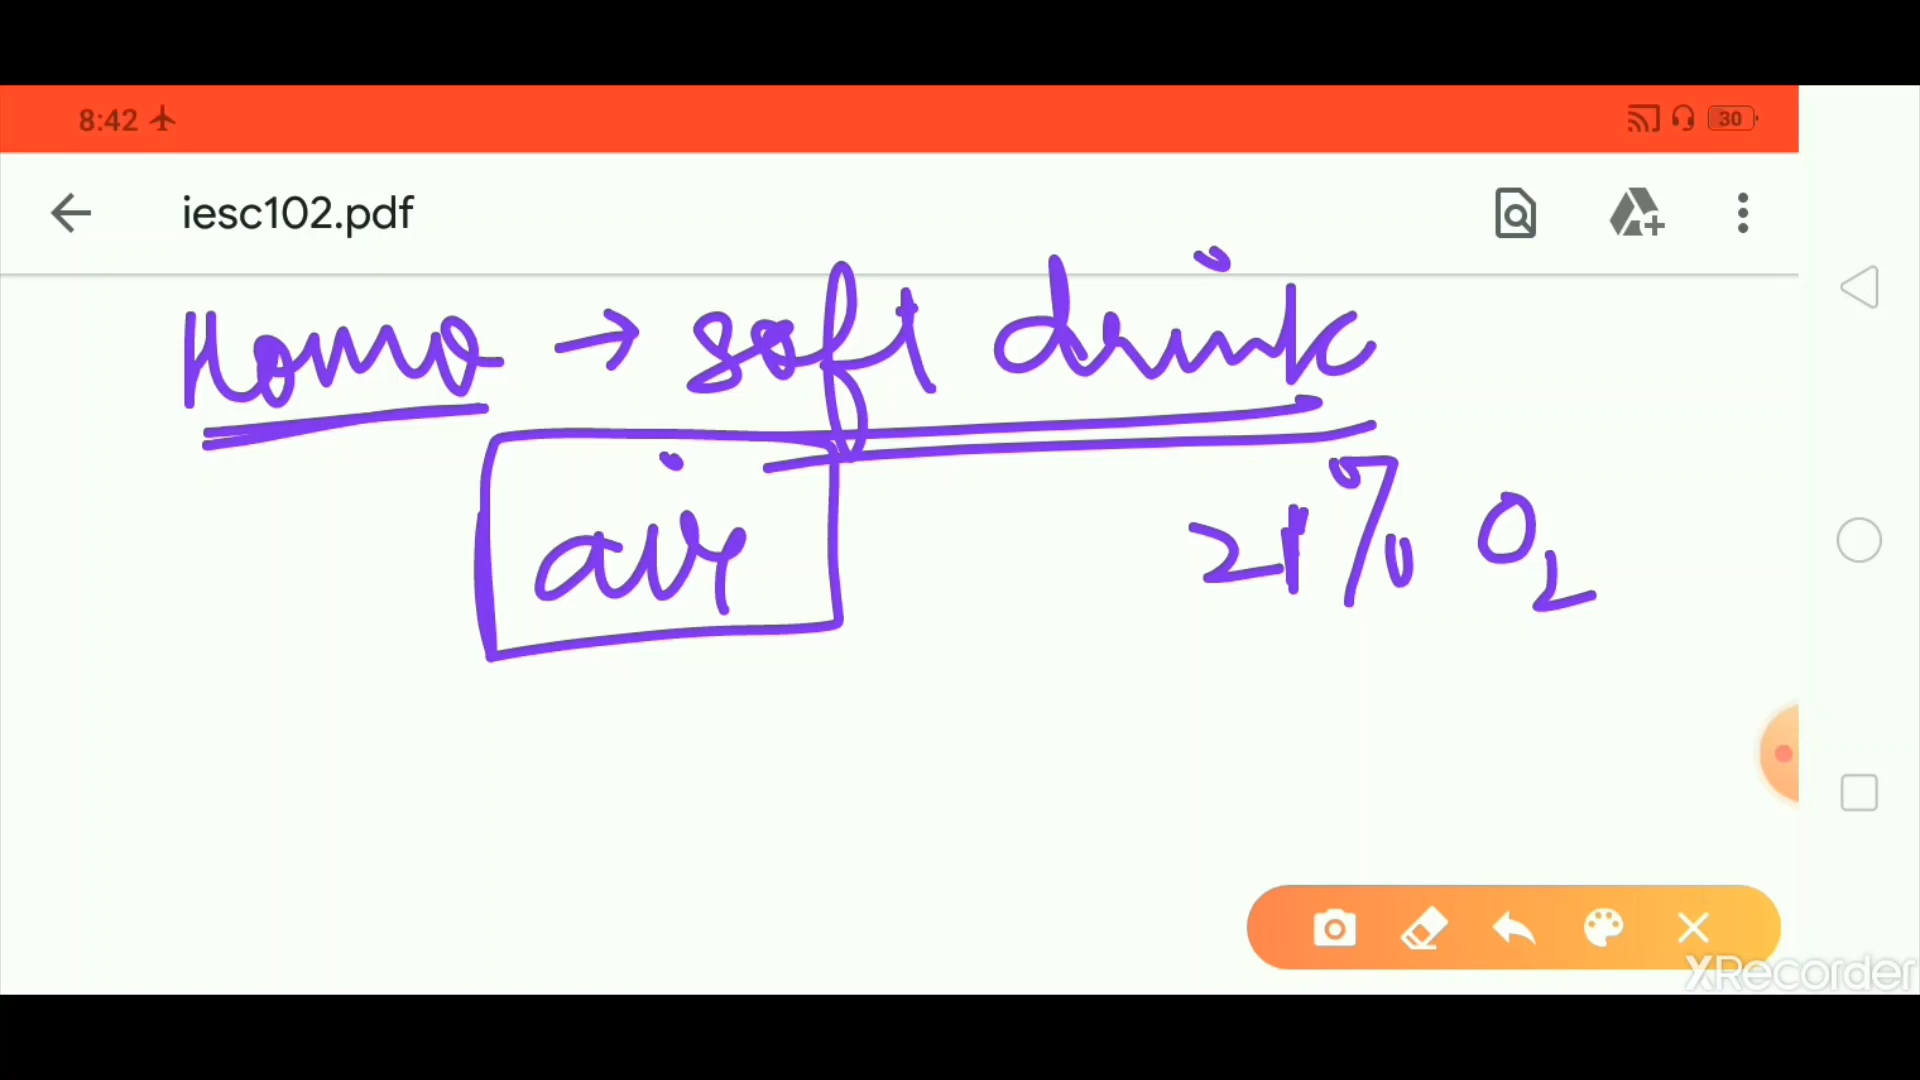 8:42 30
iesc102.pdf
Homo → soft drink
air 21% O₂
XRecorder